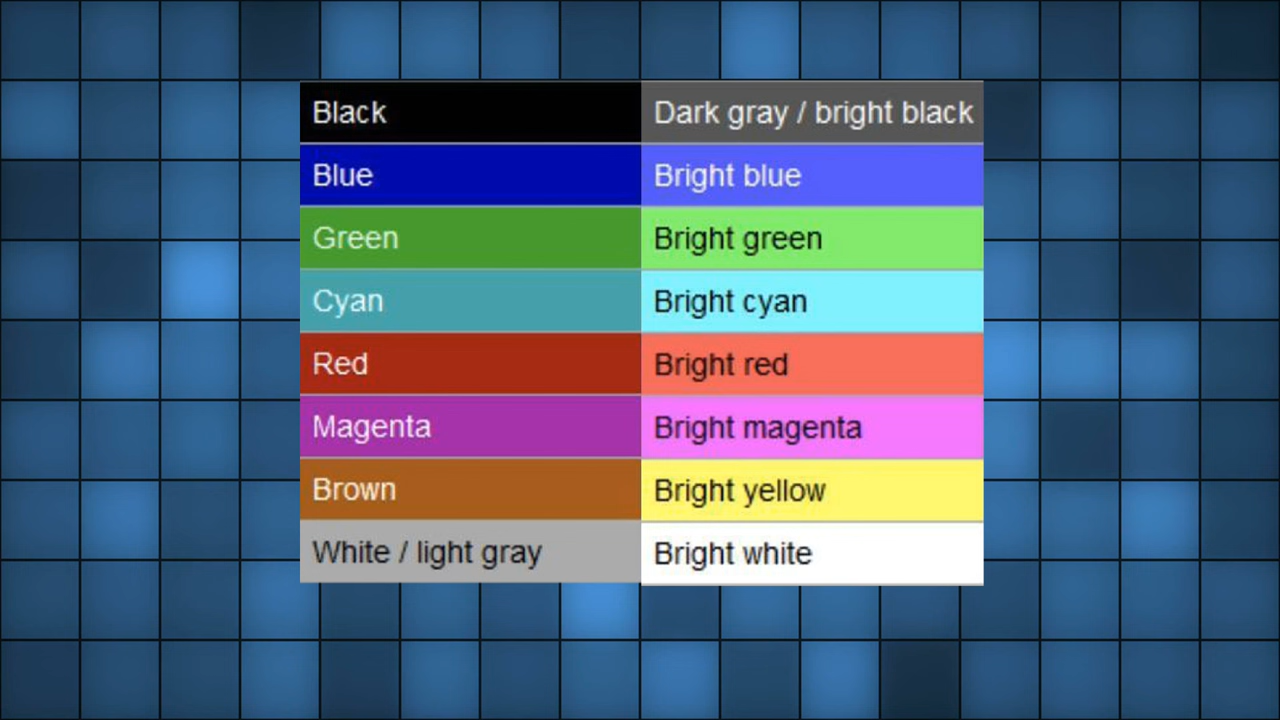 Black Dark gray / bright black
Blue Bright blue
Green Bright green
Cyan Bright cyan
Red Bright red
Magenta Bright magenta
Brown Bright yellow
White / light gray Bright white